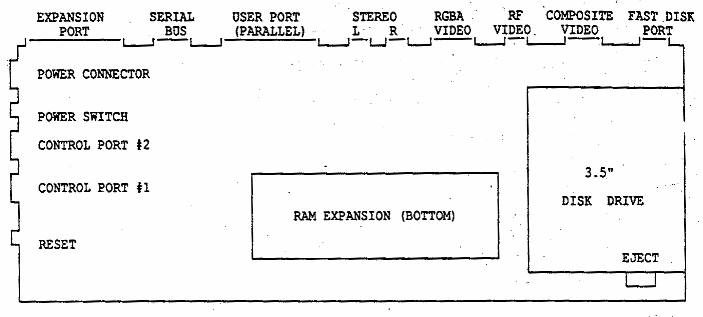 EXPANSION PORT
SERIAL BUS
USER PORT (PARALLEL)
STEREO
L R
RGBA VIDEO
RF VIDEO
COMPOSITE VIDEO
FAST DISK PORT
POWER CONNECTOR
POWER SWITCH
CONTROL PORT #2
CONTROL PORT #1
RESET
RAM EXPANSION (BOTTOM)
3.5"
DISK DRIVE
EJECT